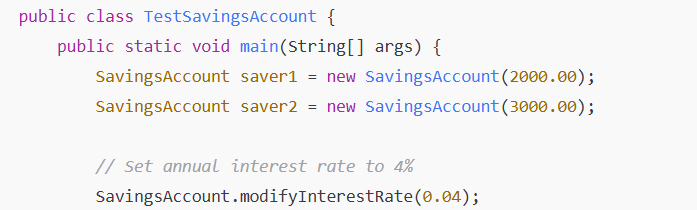 public class TestSavingsAccount {
public static void main(String[] args) {
SavingsAccount saver1 = new SavingsAccount(2000.00);
SavingsAccount saver2 = new SavingsAccount(3000.00);
// Set annual interest rate to 4%
SavingsAccount.modifyInterestRate(0.04);